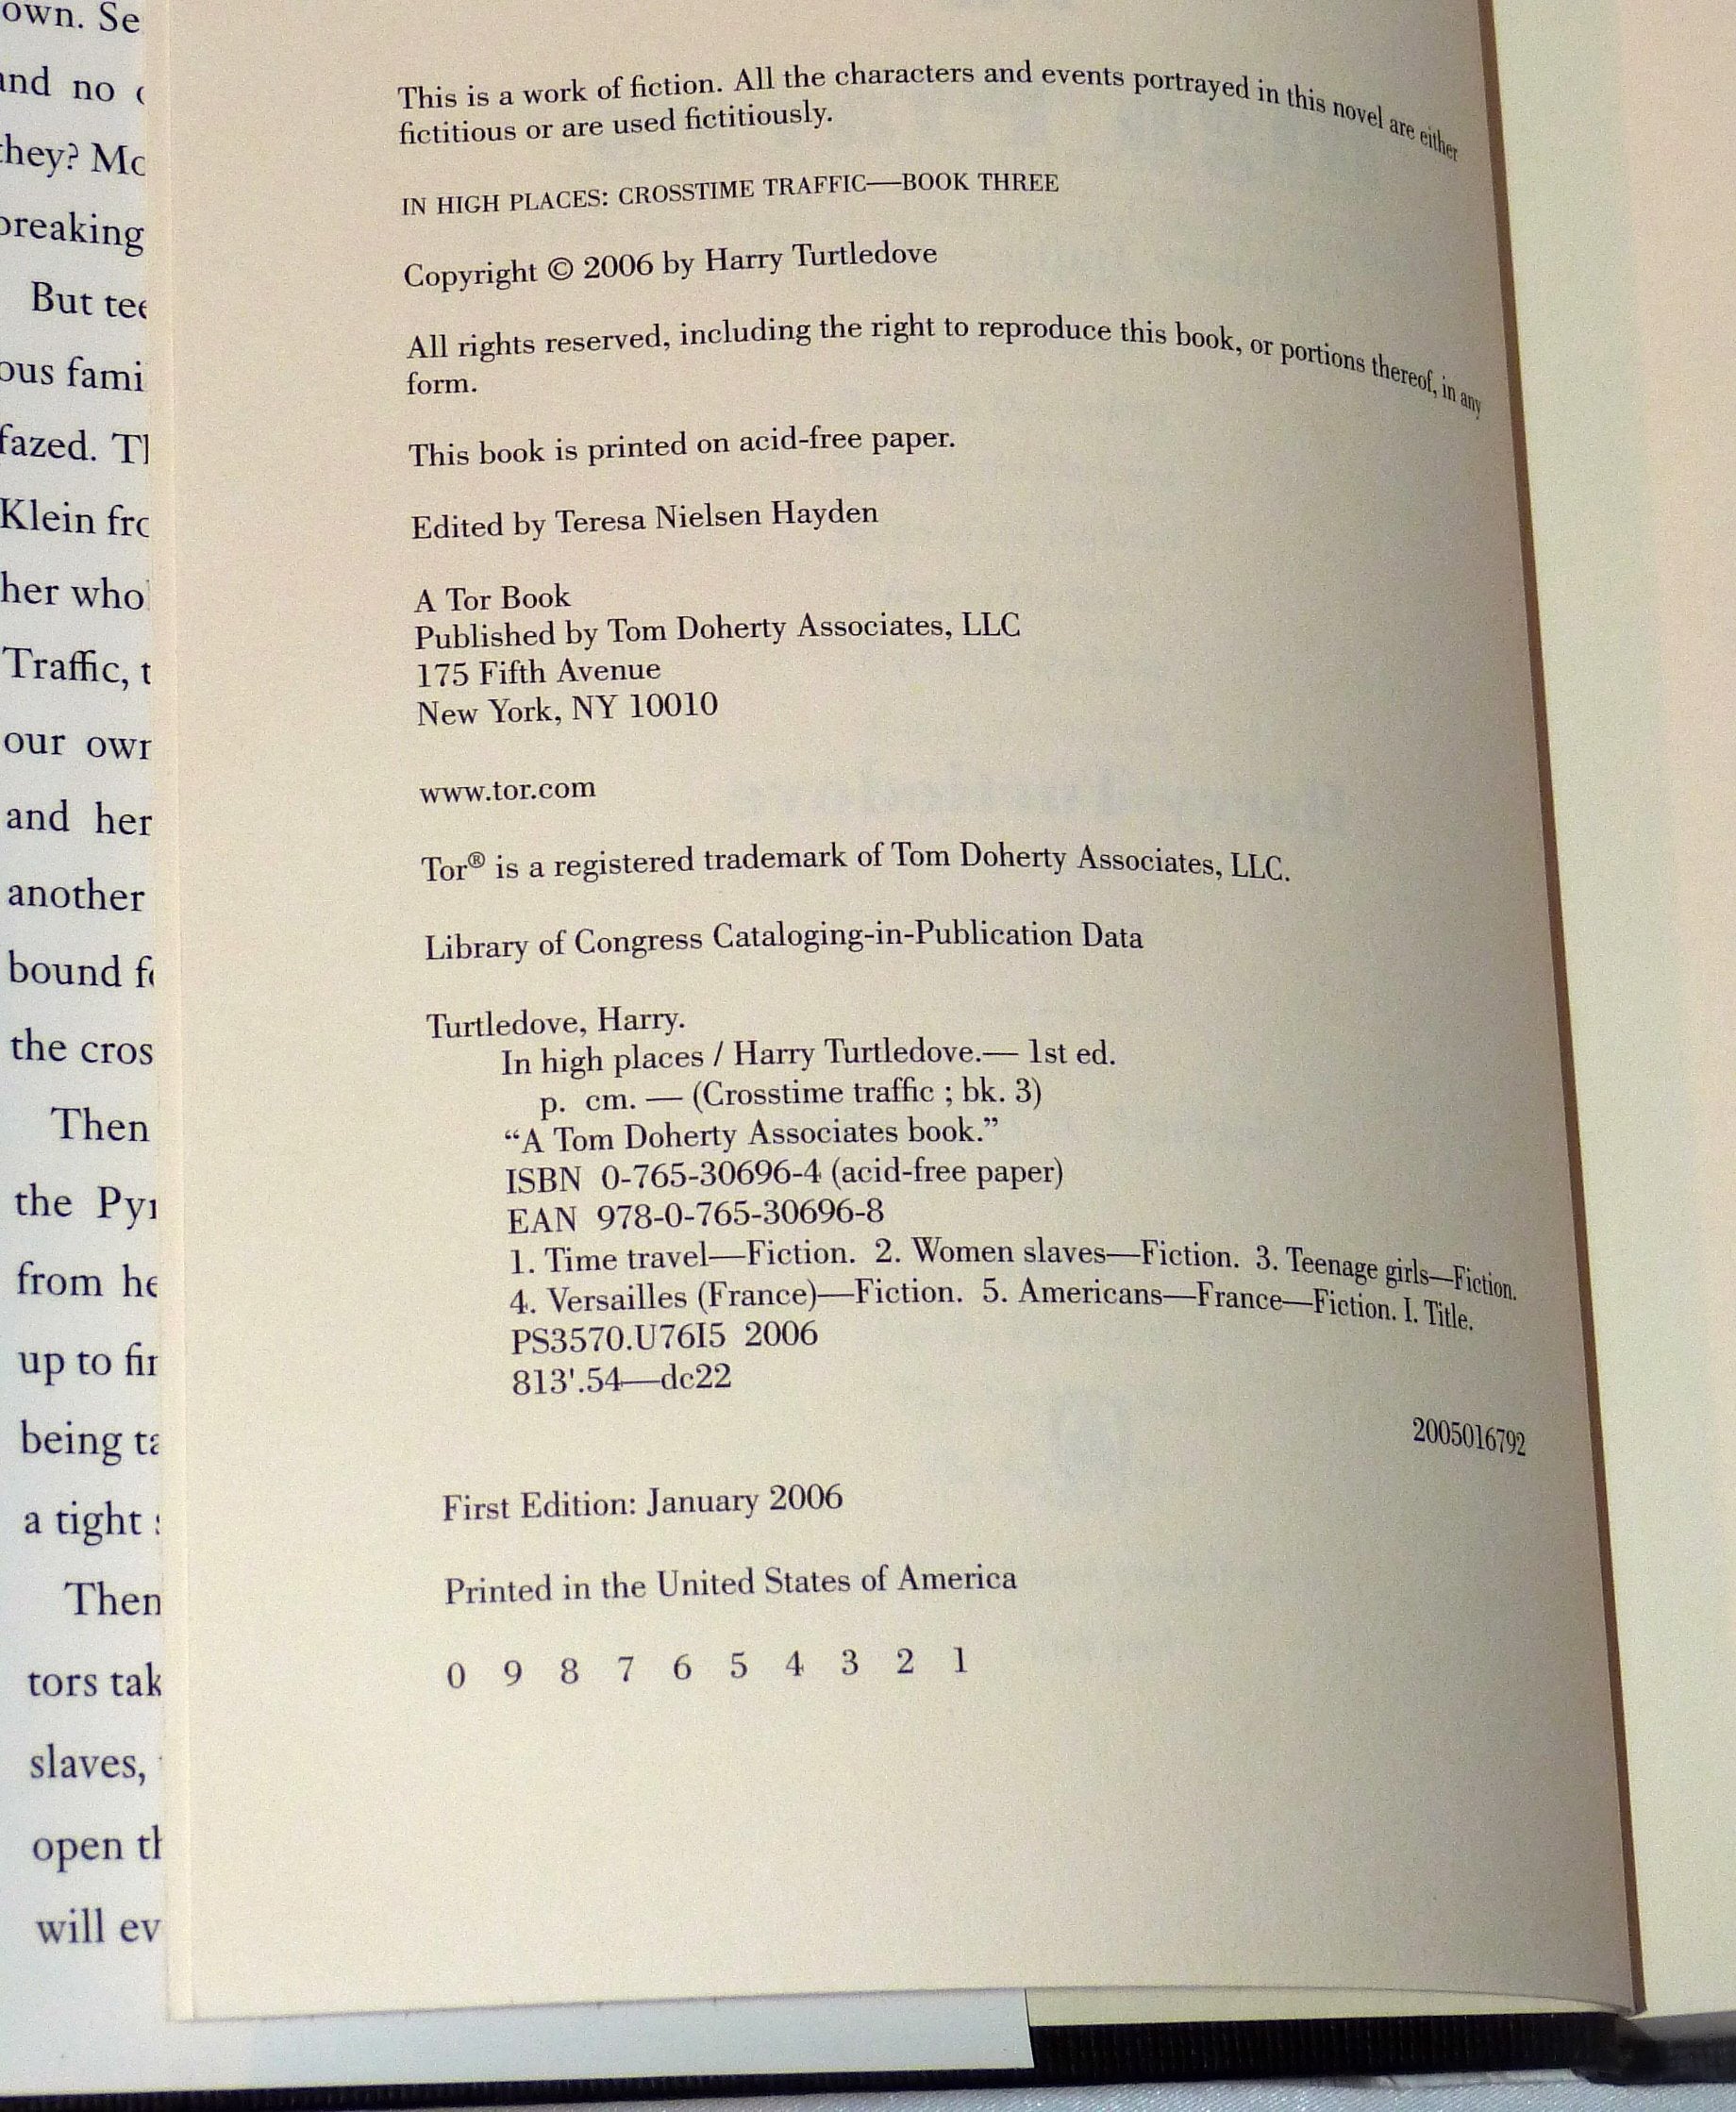 own. Se
and no
they? Mo
breaking
But tee
ous fami
fazed. Th
Klein fro
her who
Traffic, t
our own
and her
another
bound fo
the cros
Then
the Pyr
from he
up to fin
being ta
a tight
Then
tors tak
slaves,
open th
will ev
This is a work of fiction. All the characters and events portrayed in this novel are either
fictitious or are used fictitiously.
IN HIGH PLACES: CROSSTIME TRAFFIC—BOOK THREE
Copyright © 2006 by Harry Turtledove
All rights reserved, including the right to reproduce this book, or portions thereof, in any
form.
This book is printed on acid-free paper.
Edited by Teresa Nielsen Hayden
A Tor Book
Published by Tom Doherty Associates, LLC
175 Fifth Avenue
New York, NY 10010
www.tor.com
Tor® is a registered trademark of Tom Doherty Associates, LLC.
Library of Congress Cataloging-in-Publication Data
Turtledove, Harry.
In high places / Harry Turtledove.— 1st ed.
p. cm. — (Crosstime traffic ; bk. 3)
“A Tom Doherty Associates book.”
ISBN 0-765-30696-4 (acid-free paper)
EAN 978-0-765-30696-8
1. Time travel—Fiction. 2. Women slaves—Fiction. 3. Teenage girls—Fiction.
4. Versailles (France)—Fiction. 5. Americans—France—Fiction. I. Title.
PS3570.U76I5 2006
813'.54—dc22
2005016792
First Edition: January 2006
Printed in the United States of America
0 9 8 7 6 5 4 3 2 1